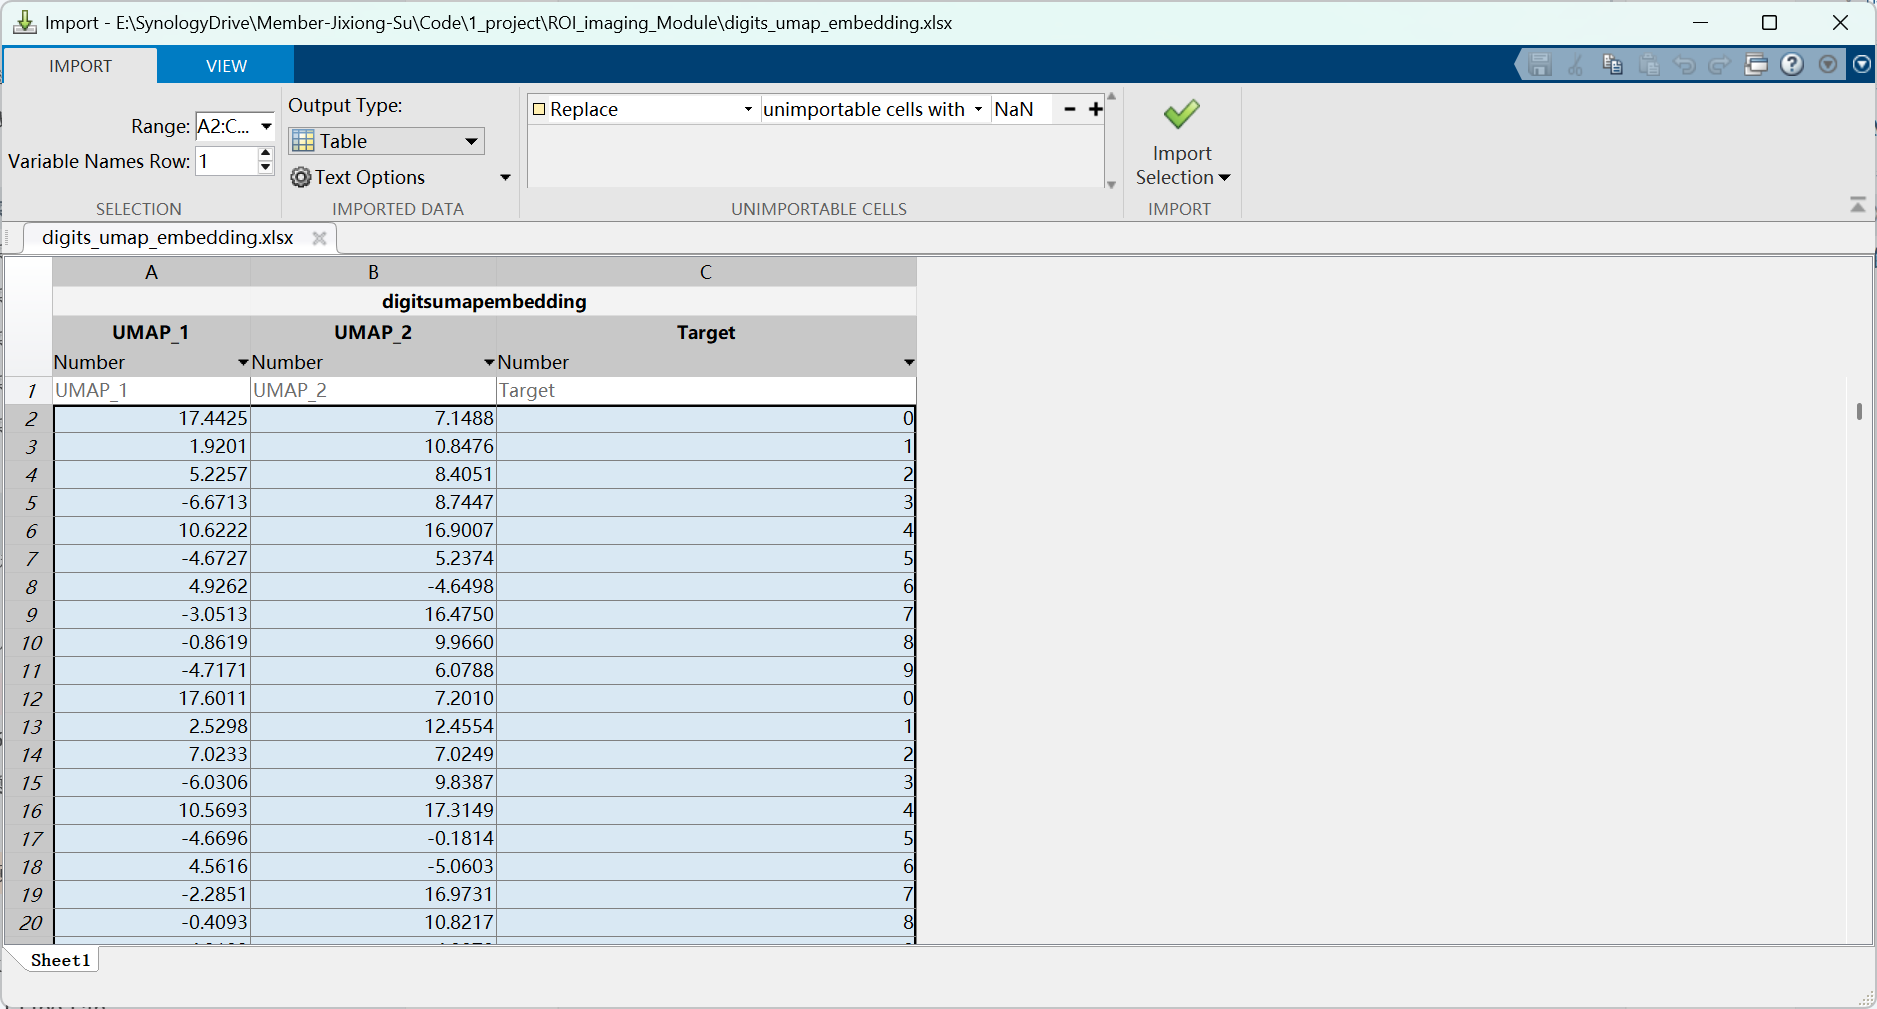 Import - E:\SynologyDrive\Member-Jixiong-Su\Code\1_project\ROI_imaging_Module\digits_umap_embedding.xlsx
IMPORT VIEW
Range: A2:C...
Variable Names Row: 1
SELECTION
Output Type:
Table
Text Options
IMPORTED DATA
Replace unimportable cells with NaN
UNIMPORTABLE CELLS
Import
Selection
IMPORT
digits_umap_embedding.xlsx
A B C
digitsumapembedding
UMAP_1 UMAP_2 Target
Number Number Number
1 UMAP_1 UMAP_2 Target
2 17.4425 7.1488 0
3 1.9201 10.8476 1
4 5.2257 8.4051 2
5 -6.6713 8.7447 3
6 10.6222 16.9007 4
7 -4.6727 5.2374 5
8 4.9262 -4.6498 6
9 -3.0513 16.4750 7
10 -0.8619 9.9660 8
11 -4.7171 6.0788 9
12 17.6011 7.2010 0
13 2.5298 12.4554 1
14 7.0233 7.0249 2
15 -6.0306 9.8387 3
16 10.5693 17.3149 4
17 -4.6696 -0.1814 5
18 4.5616 -5.0603 6
19 -2.2851 16.9731 7
20 -0.4093 10.8217 8
Sheet1